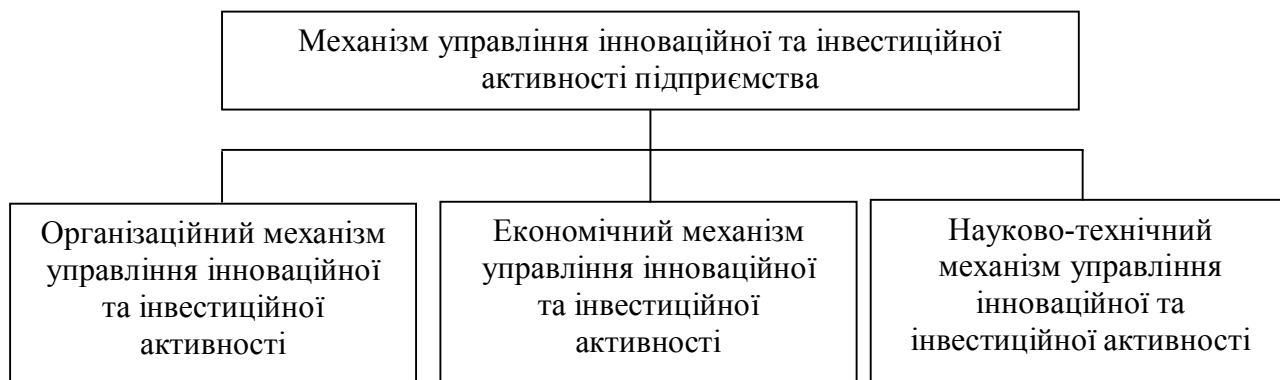 Механізм управління інноваційної та інвестиційної
активності підприємства
Організаційний механізм
управління інноваційної
та інвестиційної
активності
Економічний механізм
управління інноваційної
та інвестиційної
активності
Науково-технічний
механізм управління
інноваційної та
інвестиційної активності